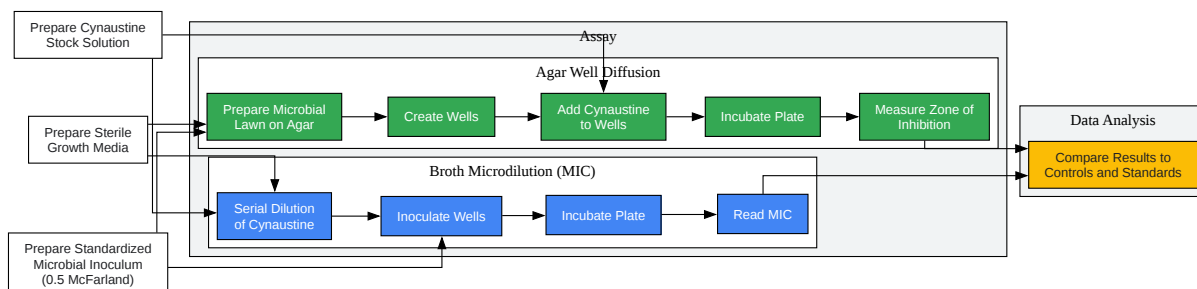 Prepare Cynaustine
Stock Solution
Assay
Agar Well Diffusion
Prepare Microbial
Lawn on Agar
Create Wells
Add Cynaustine
to Wells
Incubate Plate
Measure Zone of
Inhibition
Prepare Sterile
Growth Media
Data Analysis
Compare Results to
Controls and Standards
Broth Microdilution (MIC)
Serial Dilution
of Cynaustine
Inoculate Wells
Incubate Plate
Read MIC
Prepare Standardized
Microbial Inoculum
(0.5 McFarland)